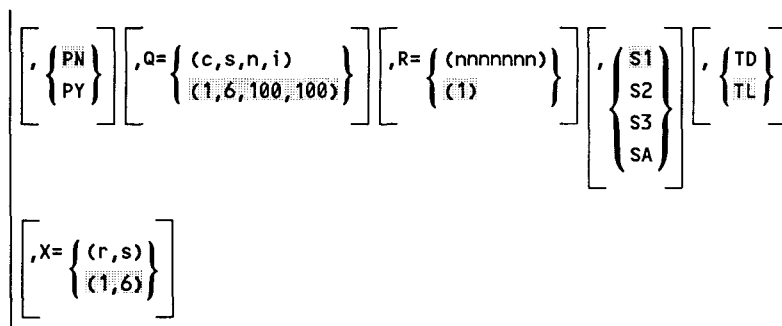 [, {PN PY}] [,Q= {(c,s,n,i) (1,6,100,100)}] [,R= {(nnnnnnn) (1)}] [, {S1 S2 S3 SA}] [, {TD TL}]
[,X= {(r,s) (1,6)}]